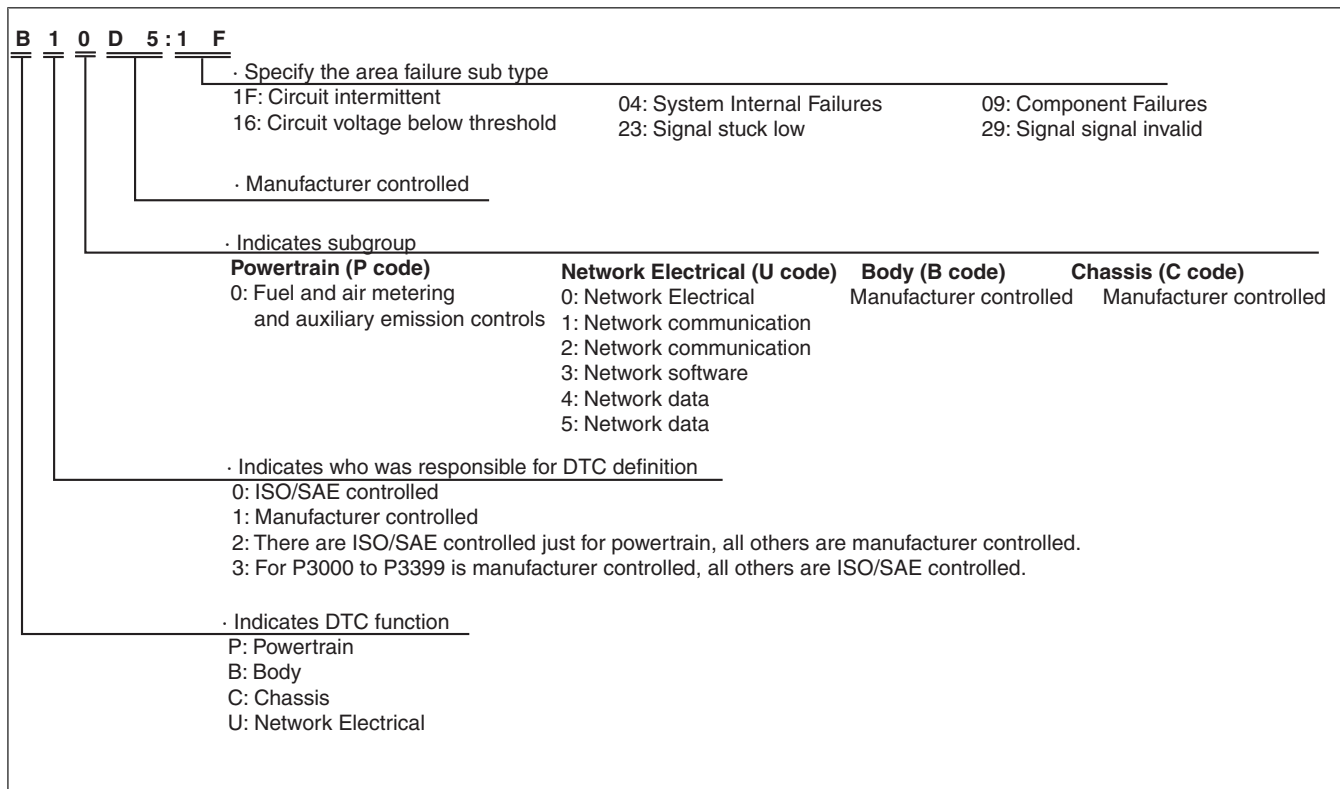 B 1 0 D 5:1 F
· Specify the area failure sub type
1F: Circuit intermittent
16: Circuit voltage below threshold
04: System Internal Failures
23: Signal stuck low
09: Component Failures
29: Signal signal invalid
· Manufacturer controlled
· Indicates subgroup
Powertrain (P code)
0: Fuel and air metering
and auxiliary emission controls
Network Electrical (U code)
0: Network Electrical
1: Network communication
2: Network communication
3: Network software
4: Network data
5: Network data
Body (B code)
Manufacturer controlled
Chassis (C code)
Manufacturer controlled
· Indicates who was responsible for DTC definition
0: ISO/SAE controlled
1: Manufacturer controlled
2: There are ISO/SAE controlled just for powertrain, all others are manufacturer controlled.
3: For P3000 to P3399 is manufacturer controlled, all others are ISO/SAE controlled.
· Indicates DTC function
P: Powertrain
B: Body
C: Chassis
U: Network Electrical